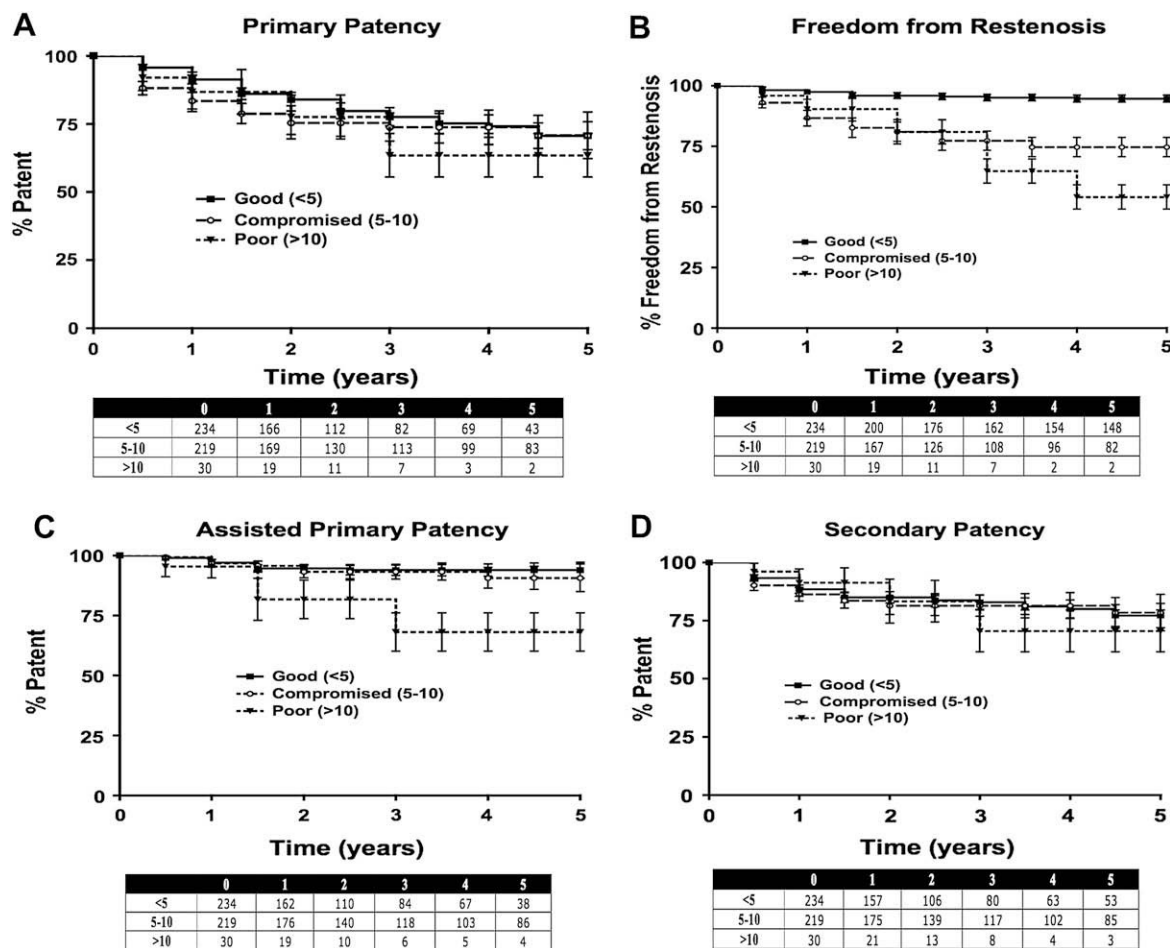 A
Primary Patency
100
75
50
25
0
% Patent
Good (<5)
Compromised (5-10)
Poor (>10)
0 1 2 3 4 5
Time (years)
0 1 2 3 4 5
<5 234 166 112 82 69 43
5-10 219 169 130 113 99 83
>10 30 19 11 7 3 2
B
Freedom from Restenosis
100
75
50
25
0
% Freedom from Restenosis
Good (<5)
Compromised (5-10)
Poor (>10)
0 1 2 3 4 5
Time (years)
0 1 2 3 4 5
<5 234 200 176 162 154 148
5-10 219 167 126 108 96 82
>10 30 19 11 7 2 2
C
Assisted Primary Patency
100
75
50
25
0
% Patent
Good (<5)
Compromised (5-10)
Poor (>10)
0 1 2 3 4 5
Time (years)
0 1 2 3 4 5
<5 234 162 110 84 67 38
5-10 219 176 140 118 103 86
>10 30 19 10 6 5 4
D
Secondary Patency
100
75
50
25
0
% Patent
Good (<5)
Compromised (5-10)
Poor (>10)
0 1 2 3 4 5
Time (years)
0 1 2 3 4 5
<5 234 157 106 80 63 53
5-10 219 175 139 117 102 85
>10 30 21 13 8 4 3